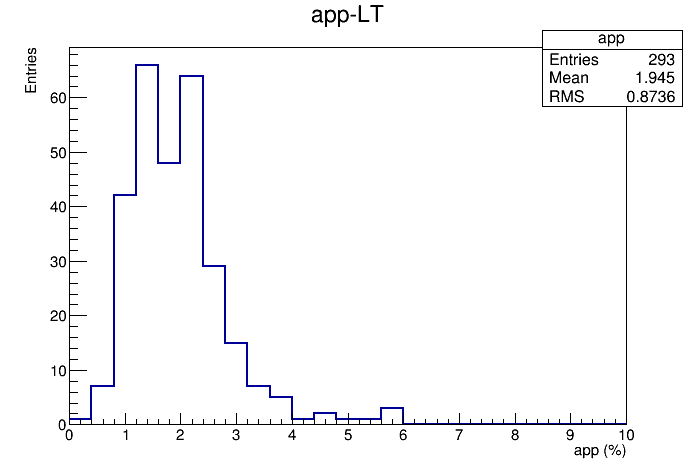 app-LT
app
Entries 293
Mean 1.945
RMS 0.8736
Entries
60
50
40
30
20
10
0
0 1 2 3 4 5 6 7 8 9 10
app (%)